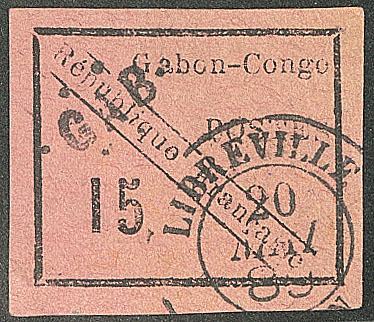 Gabon-Congo
République Française
POSTES
G A B
15
LIBREVILLE
20
MAI
89